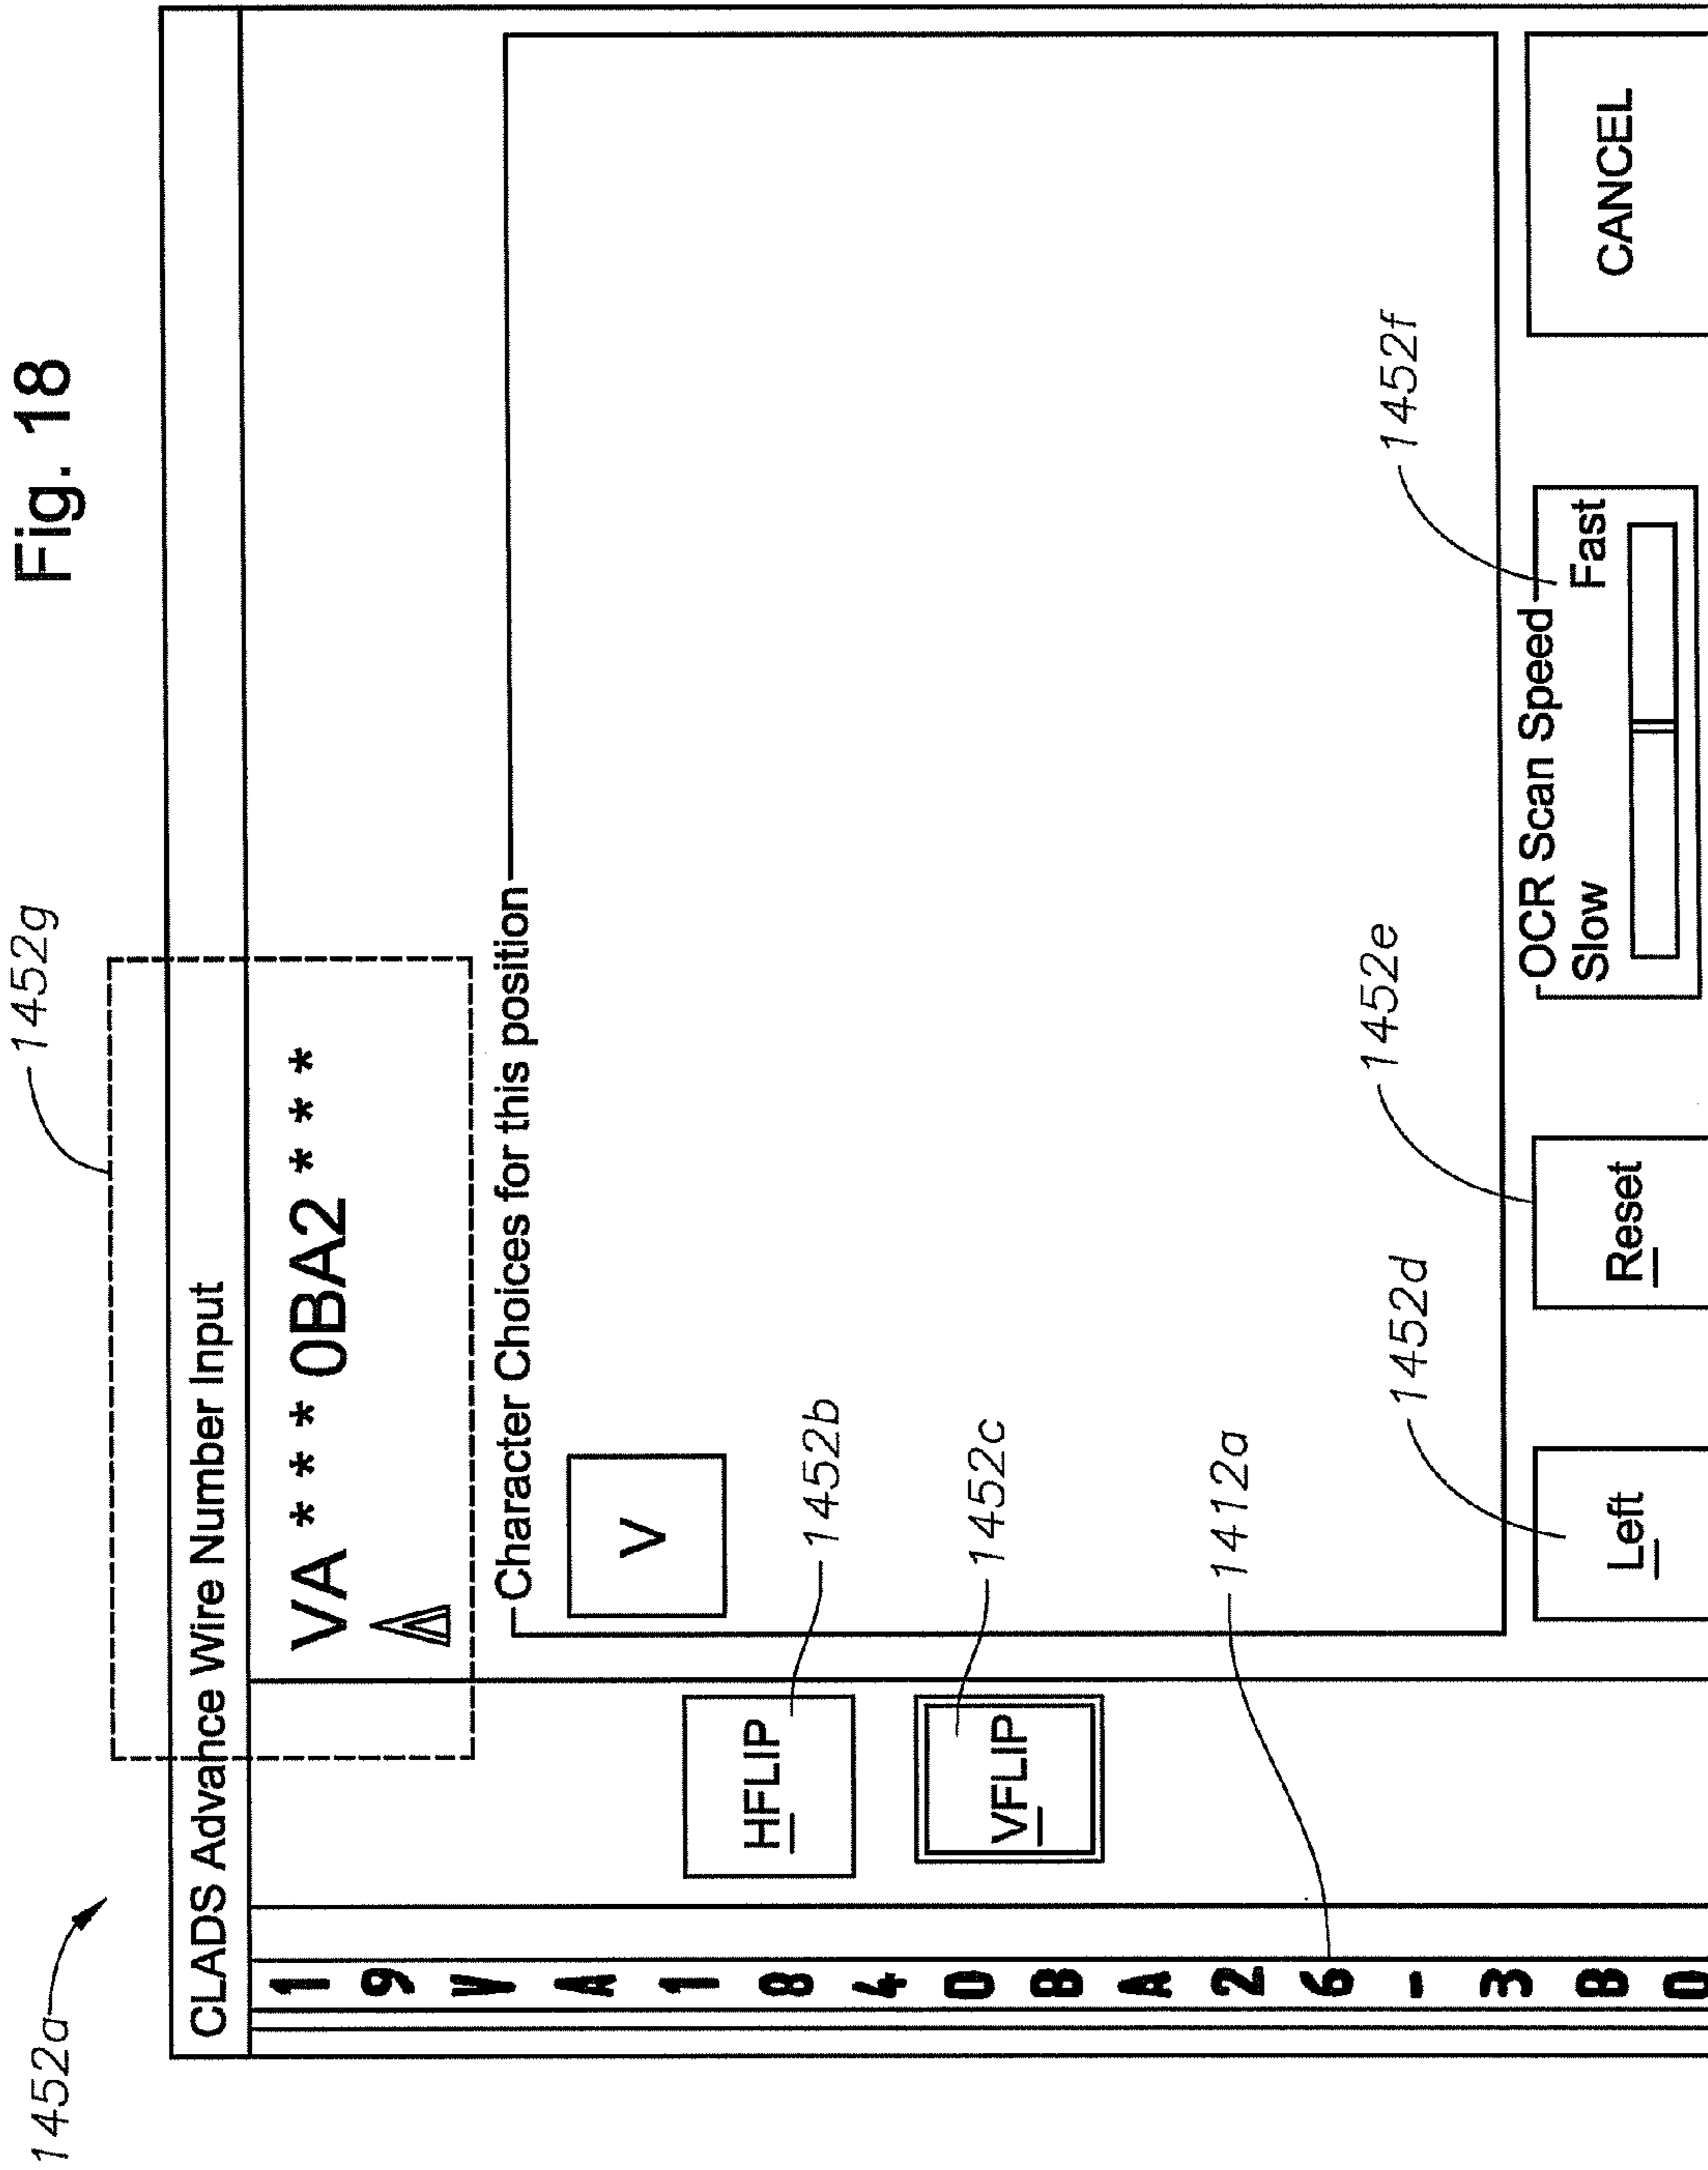 Fig. 18
1452a
1452g
CLADS Advance Wire Number Input
VA * * * 0BA2 * * *
Character Choices for this position
V
HFLIP
1452b
VFLIP
1452c
1412a
1
9
V
A
1
8
4
0
B
A
2
6
-
3
B
0
1452d
1452e
1452f
Left
Reset
OCR Scan Speed
Slow Fast
CANCEL